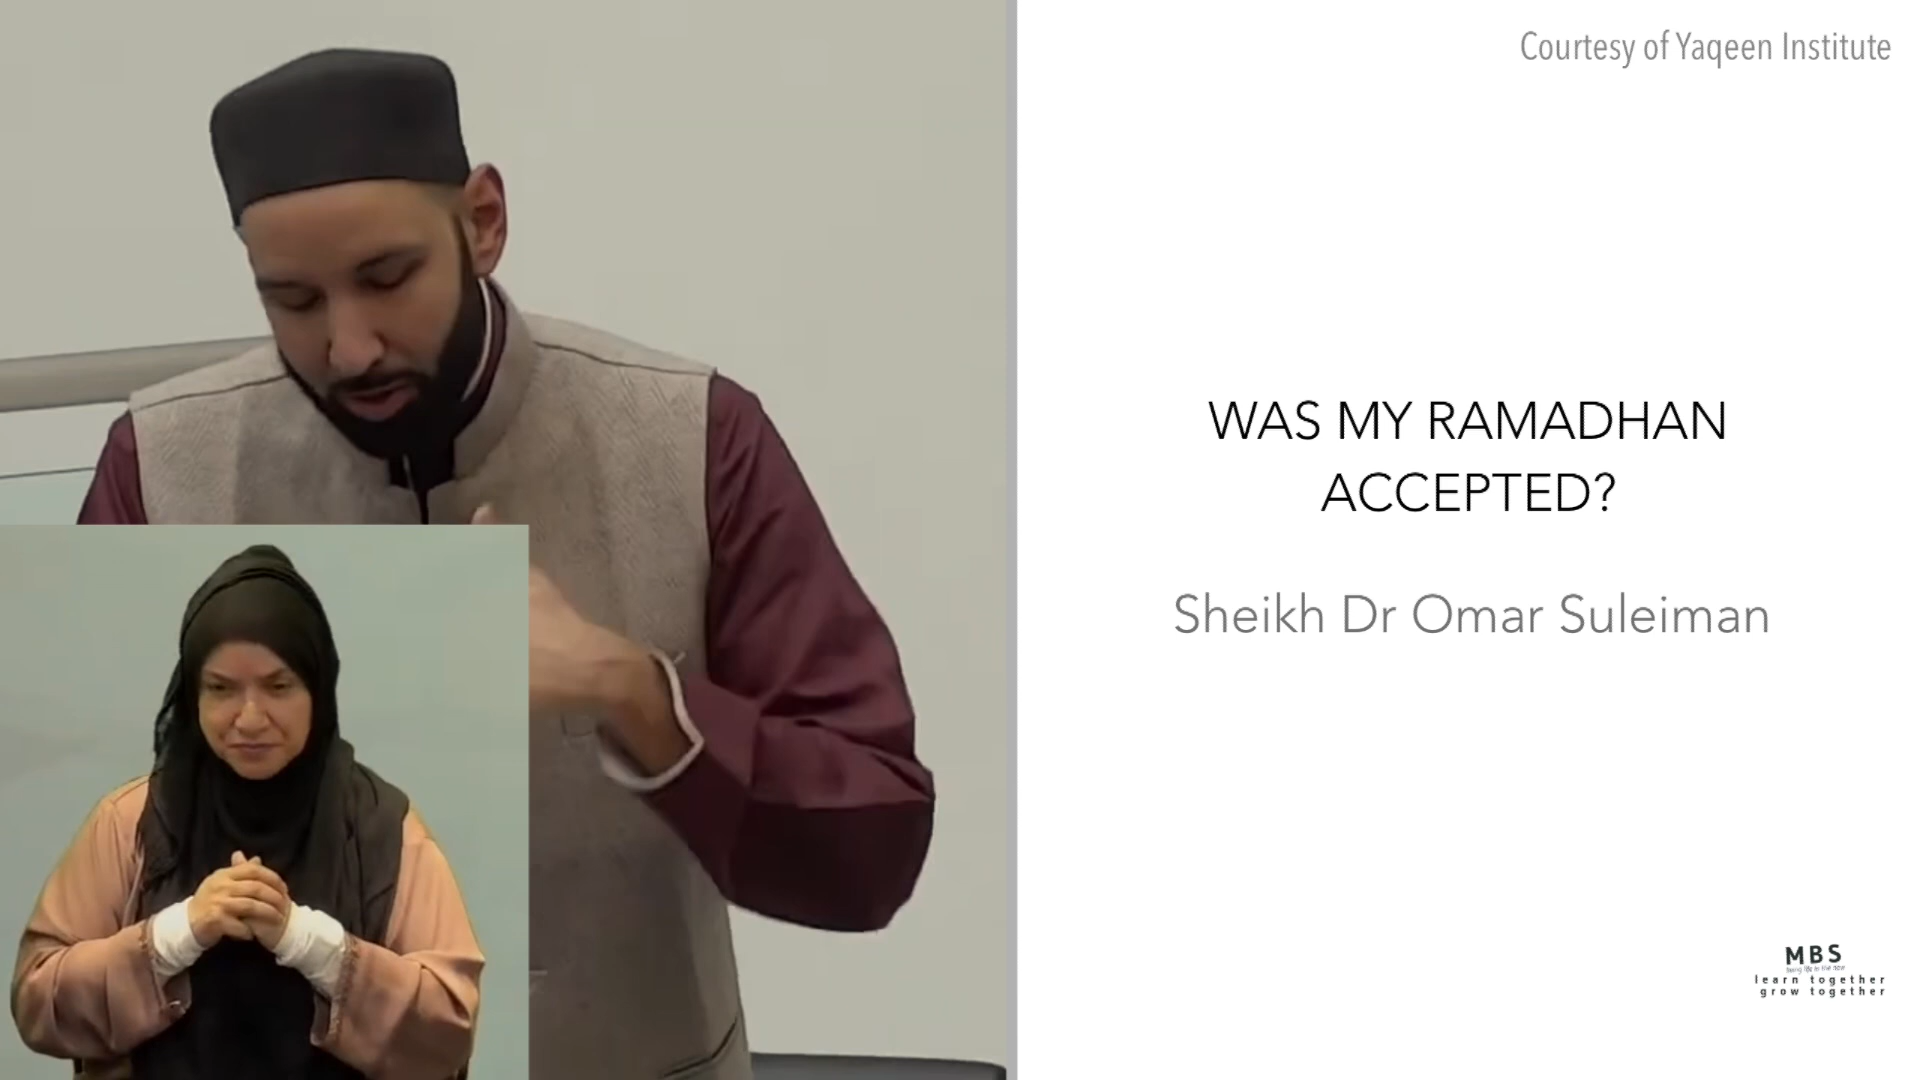 Courtesy of Yaqeen Institute
WAS MY RAMADHAN
ACCEPTED?
Sheikh Dr Omar Suleiman
MBS
learn together
grow together